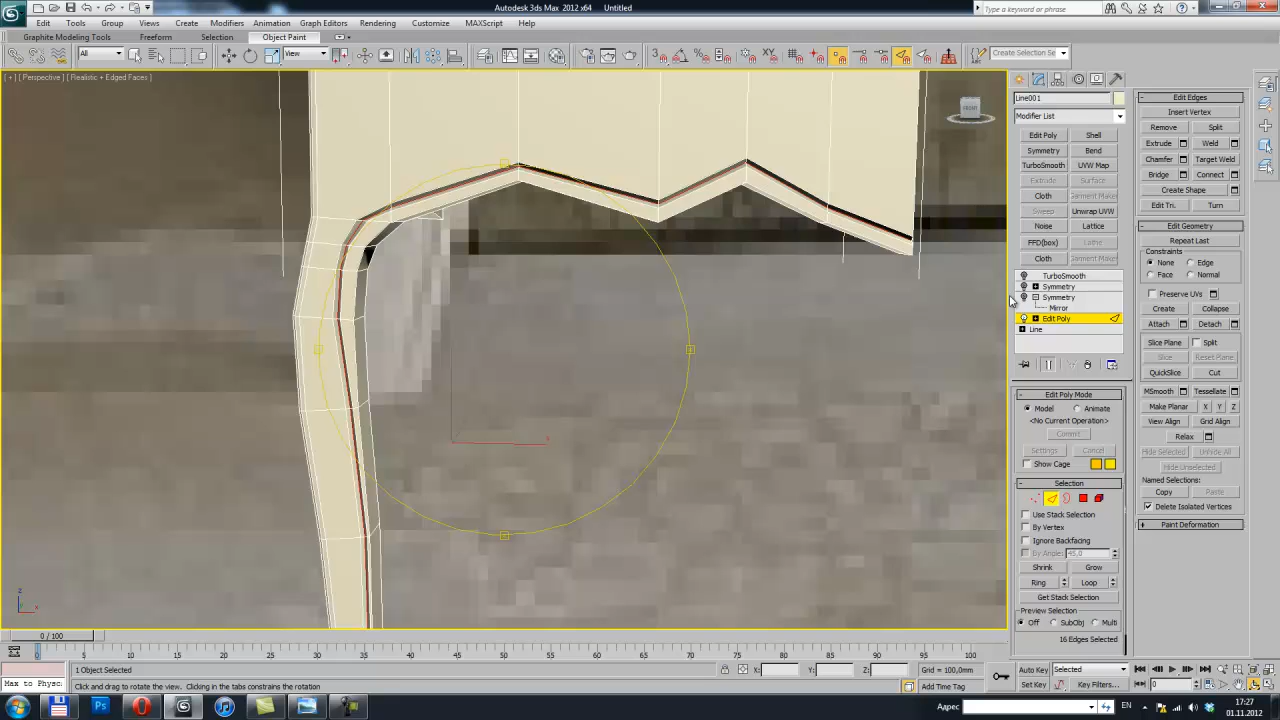 Autodesk 3ds Max 2012 x64 Untitled
Type a keyword or phrase
Edit Tools Group Views Create Modifiers Animation Graph Editors Rendering Customize MAXScript Help
Graphite Modeling Tools Freeform Selection Object Paint
All View Create Selection Se
[ + ] [ Perspective ] [ Realistic + Edged Faces ]
Line001
Modifier List
Edit Poly Shell
Symmetry Bend
TurboSmooth UVW Map
Extrude Surface
Cloth Garment Maker
Sweep Unwrap UVW
Noise Lattice
FFD(box) Lathe
Cloth Garment Maker
TurboSmooth
Symmetry
Symmetry
Mirror
Edit Poly
Line
Edit Poly Mode
Model Animate
<No Current Operation>
Commit
Settings Cancel
Show Cage
Selection
Use Stack Selection
By Vertex
Ignore Backfacing
By Angle: 45,0
Shrink Grow
Ring Loop
Get Stack Selection
Preview Selection
Off SubObj Multi
16 Edges Selected
Edit Edges
Insert Vertex
Remove Split
Extrude Weld
Chamfer Target Weld
Bridge Connect
Create Shape
Edit Tri. Turn
Edit Geometry
Repeat Last
Constraints
None Edge
Face Normal
Preserve UVs
Create Collapse
Attach Detach
Slice Plane Split
Slice Reset Plane
QuickSlice Cut
MSmooth Tessellate
Make Planar X Y Z
View Align Grid Align
Relax
Hide Selected Unhide All
Hide Unselected
Named Selections:
Copy Paste
Delete Isolated Vertices
Paint Deformation
FRONT
x
z
x
0 / 100
0 5 10 15 20 25 30 35 40 45 50 55 60 65 70 75 80 85 90 95 100
1 Object Selected X: Y: Z: Grid = 100,0mm Auto Key Selected
Max to Physc Click and drag to rotate the view. Clicking in the tabs constrains the rotation Add Time Tag Set Key Key Filters... 0
Адрес EN 17:27
01.11.2012